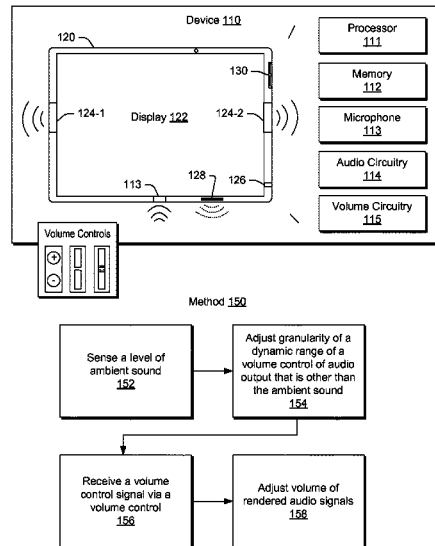 Device 110
120
Processor
111
130
Memory
112
124-1
Display 122
124-2
Microphone
113
Audio Circuitry
114
113
128
126
Volume Circuitry
115
Volume Controls
+
-
Method 150
Sense a level of
ambient sound
152
Adjust granularity of a
dynamic range of a
volume control of audio
output that is other than
the ambient sound
154
Receive a volume
control signal via a
volume control
156
Adjust volume of
rendered audio signals
158